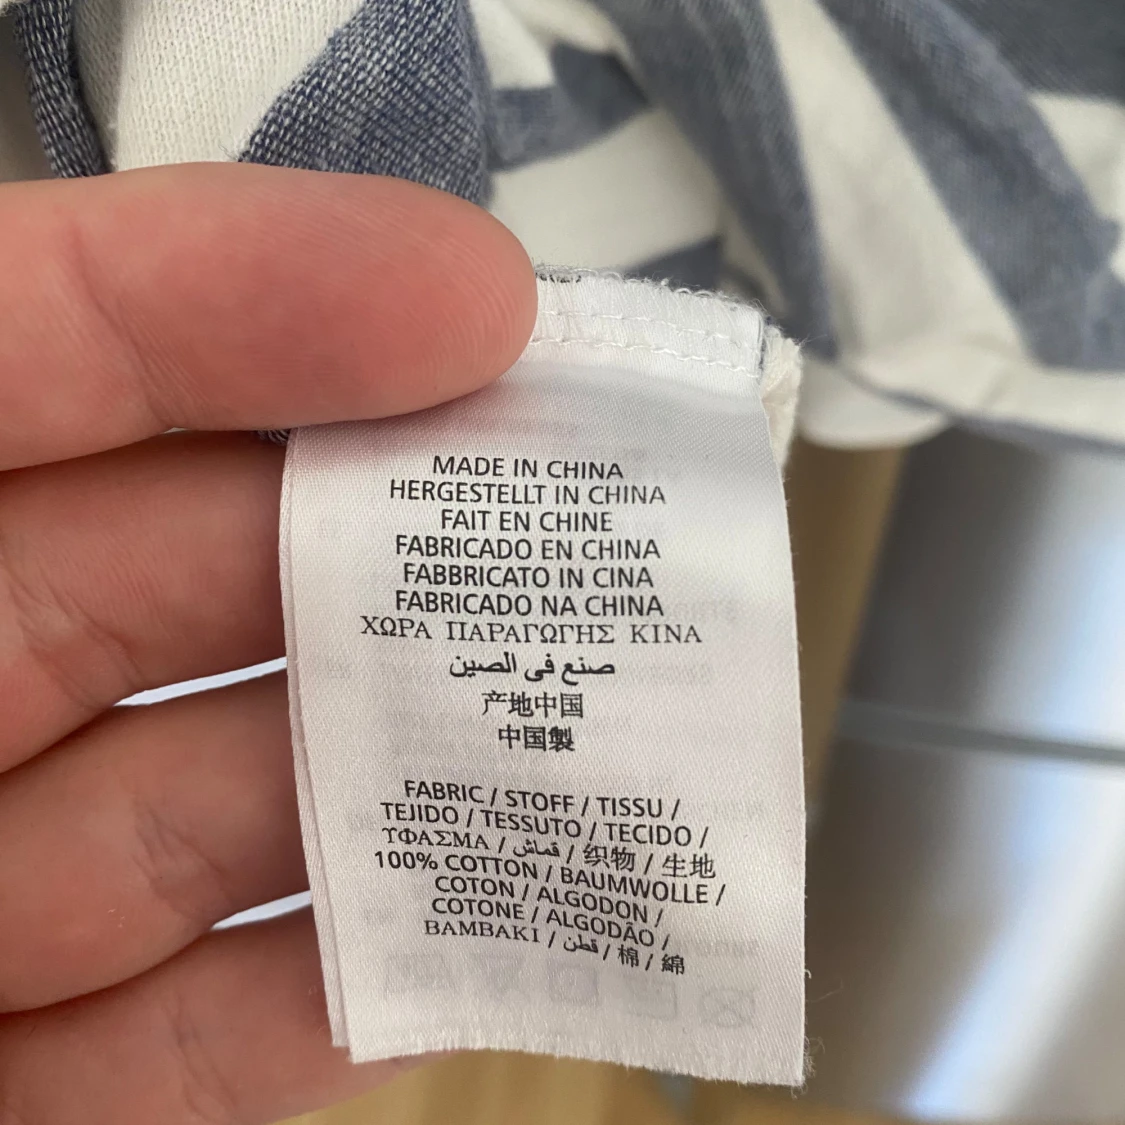 MADE IN CHINA
HERGESTELLT IN CHINA
FAIT EN CHINE
FABRICADO EN CHINA
FABBRICATO IN CINA
FABRICADO NA CHINA
ΧΩΡΑ ΠΑΡΑΓΩΓΗΣ ΚΙΝΑ
صنع فى الصين
产地中国
中国製
FABRIC / STOFF / TISSU /
TEJIDO / TESSUTO / TECIDO /
ΥΦΑΣΜΑ / قماش / 织物 / 生地
100% COTTON / BAUMWOLLE /
COTON / ALGODON /
COTONE / ALGODÃO /
ΒΑΜΒΑΚΙ / قطن / 棉 / 綿